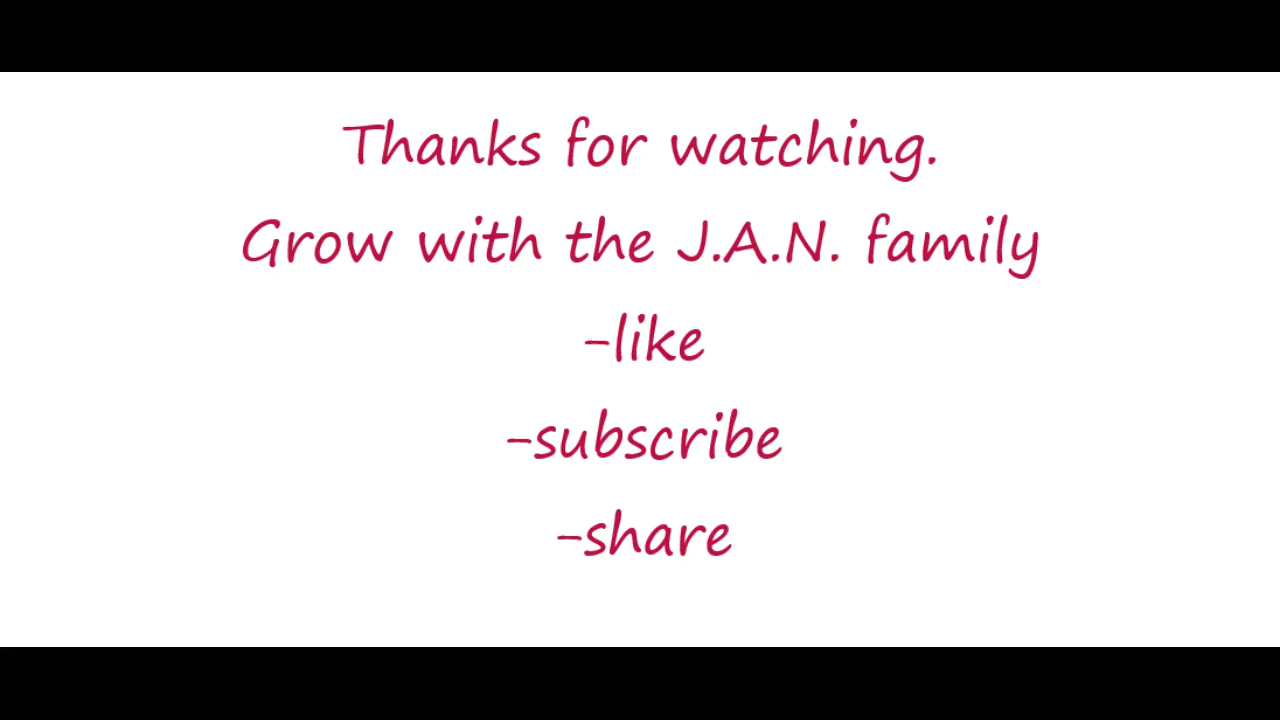 Thanks for watching.
Grow with the J.A.N. family
-like
-subscribe
-share